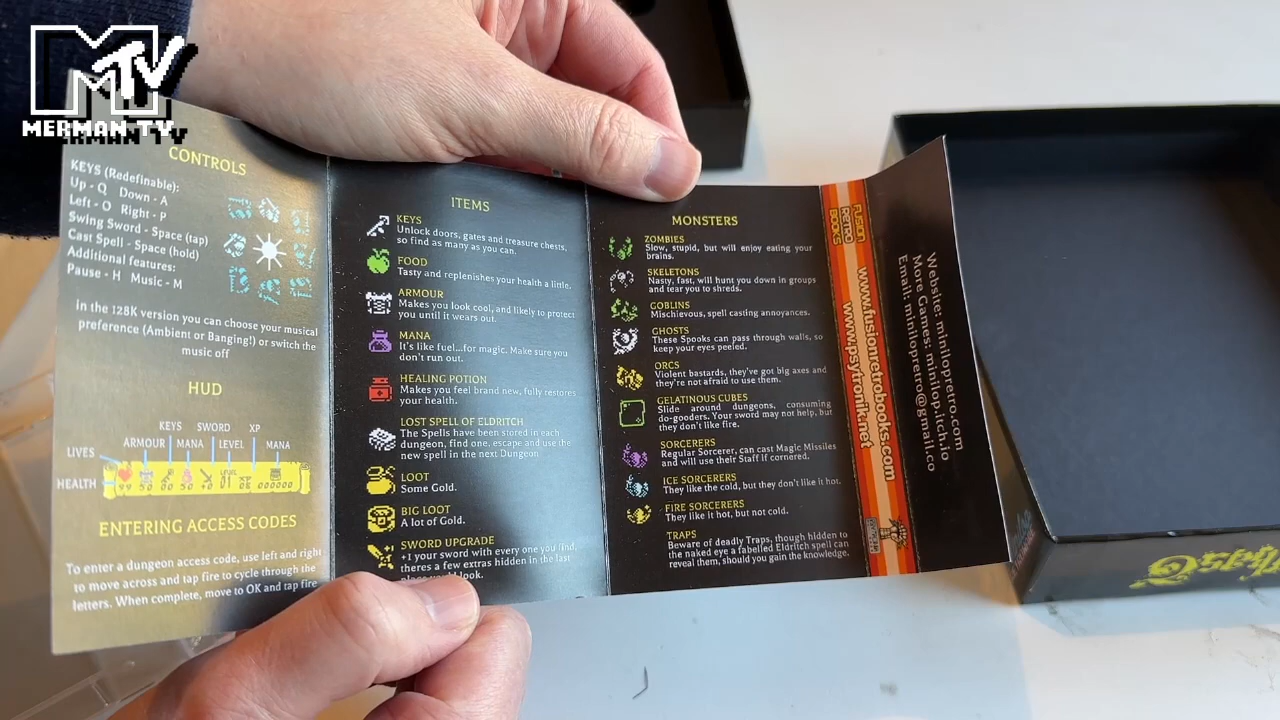 MTV
MERMAN TV
CONTROLS
KEYS (Redefinable):
Up - Q Down - A
Left - O Right - P
Swing Sword - Space (tap)
Cast Spell - Space (hold)
Additional features:
Pause - H Music - M
in the 128K version you can choose your musical
preference (Ambient or Banging!) or switch the
music off
HUD
KEYS SWORD XP
ARMOUR MANA LEVEL MANA
LIVES
HEALTH
ENTERING ACCESS CODES
To enter a dungeon access code, use left and right
to move across and tap fire to cycle through the
letters. When complete, move to OK and tap fire.
ITEMS
KEYS
Unlock doors, gates and treasure chests,
so find as many as you can.
FOOD
Tasty and replenishes your health a little.
ARMOUR
Makes you look cool, and likely to protect
you until it wears out.
MANA
It's like fuel...for magic. Make sure you
don't run out.
HEALING POTION
Makes you feel brand new, fully restores
your health.
LOST SPELL OF ELDRITCH
The Spells have been stored in each
dungeon, find one, escape and use the
new spell in the next Dungeon
LOOT
Some Gold.
BIG LOOT
A lot of Gold.
SWORD UPGRADE
+1 your sword with every one you find,
theres a few extras hidden in the last
place you'd look.
MONSTERS
ZOMBIES
Slow, stupid, but will enjoy eating your
brains.
SKELETONS
Nasty, fast, will hunt you down in groups
and tear you to shreds.
GOBLINS
Mischievous, spell casting annoyances.
GHOSTS
These Spooks can pass through walls, so
keep your eyes peeled.
ORCS
Violent bastards, they've got big axes and
they're not afraid to use them.
GELATINOUS CUBES
Slide around dungeons, consuming
do-gooders. Your sword may not help, but
they don't like fire.
SORCERERS
Regular Sorcerer, can cast Magic Missiles
and will use their Staff if cornered.
ICE SORCERERS
They like the cold, but they don't like it hot.
FIRE SORCERERS
They like it hot, but not cold.
TRAPS
Beware of deadly Traps, though hidden to
the naked eye a fabelled Eldritch spell can
reveal them, should you gain the knowledge.
FUSION
RETRO
BOOKS
www.fusionretrobooks.com
www.psytronik.net
Website: minilopretro.com
More Games: minilop.itch.io
Email: minilopretro@gmail.co